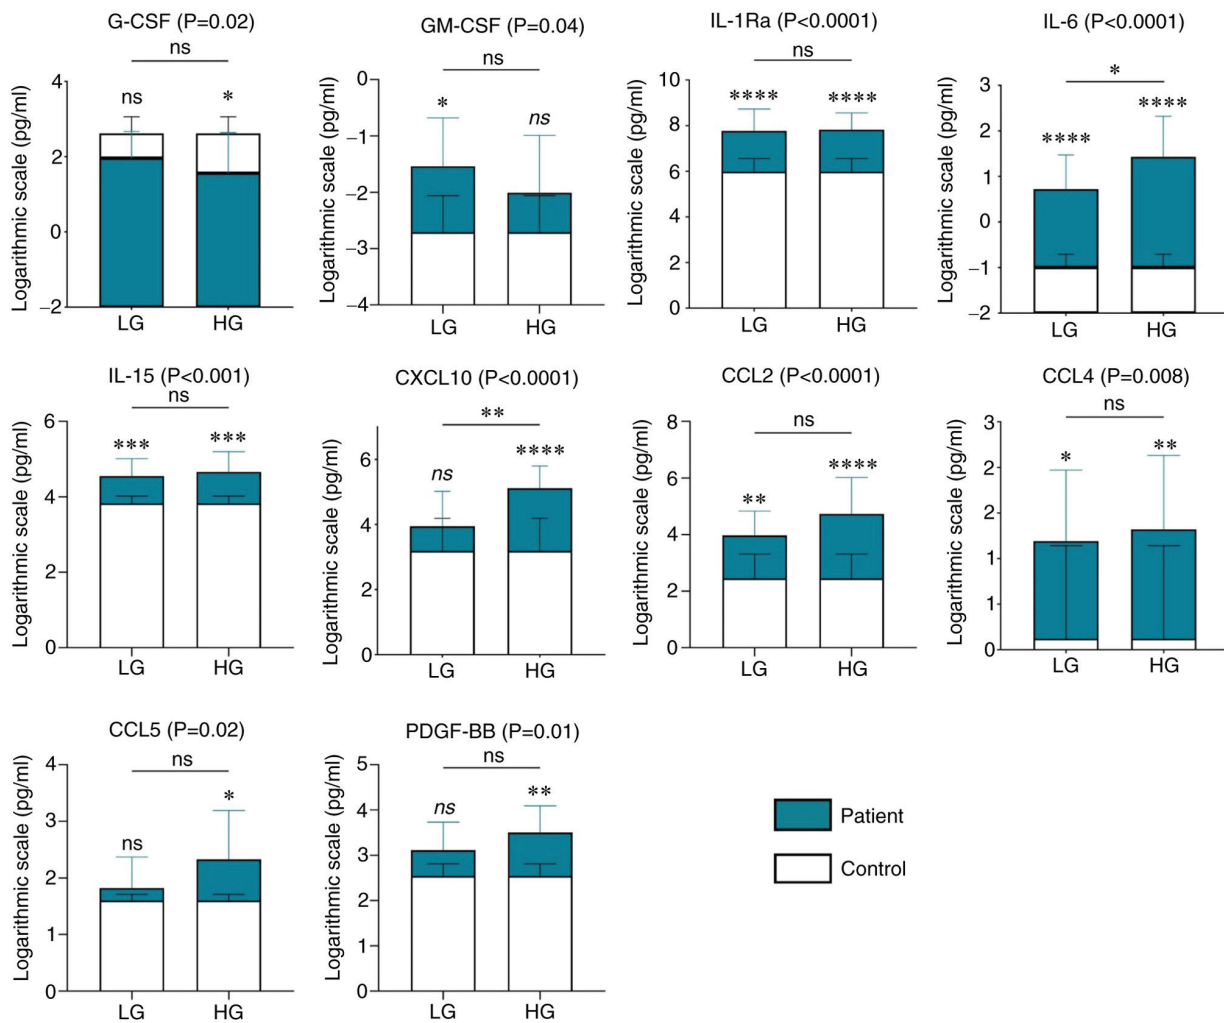 G-CSF (P=0.02)
ns
Logarithmic scale (pg/ml)
4
2
0
−2
ns
*
LG
HG
GM-CSF (P=0.04)
ns
Logarithmic scale (pg/ml)
0
−1
−2
−3
−4
*
ns
LG
HG
IL-1Ra (P<0.0001)
ns
Logarithmic scale (pg/ml)
10
8
6
4
2
0
****
****
LG
HG
IL-6 (P<0.0001)
*
Logarithmic scale (pg/ml)
3
2
1
0
−1
−2
****
****
LG
HG
IL-15 (P<0.001)
ns
Logarithmic scale (pg/ml)
6
4
2
0
***
***
LG
HG
CXCL10 (P<0.0001)
**
Logarithmic scale (pg/ml)
6
4
2
0
ns
****
LG
HG
CCL2 (P<0.0001)
ns
Logarithmic scale (pg/ml)
8
6
4
2
0
**
****
LG
HG
CCL4 (P=0.008)
ns
Logarithmic scale (pg/ml)
3
2
2
1
1
0
*
**
LG
HG
CCL5 (P=0.02)
ns
Logarithmic scale (pg/ml)
4
3
2
1
0
ns
*
LG
HG
PDGF-BB (P=0.01)
ns
Logarithmic scale (pg/ml)
5
4
3
2
1
0
ns
**
LG
HG
Patient
Control